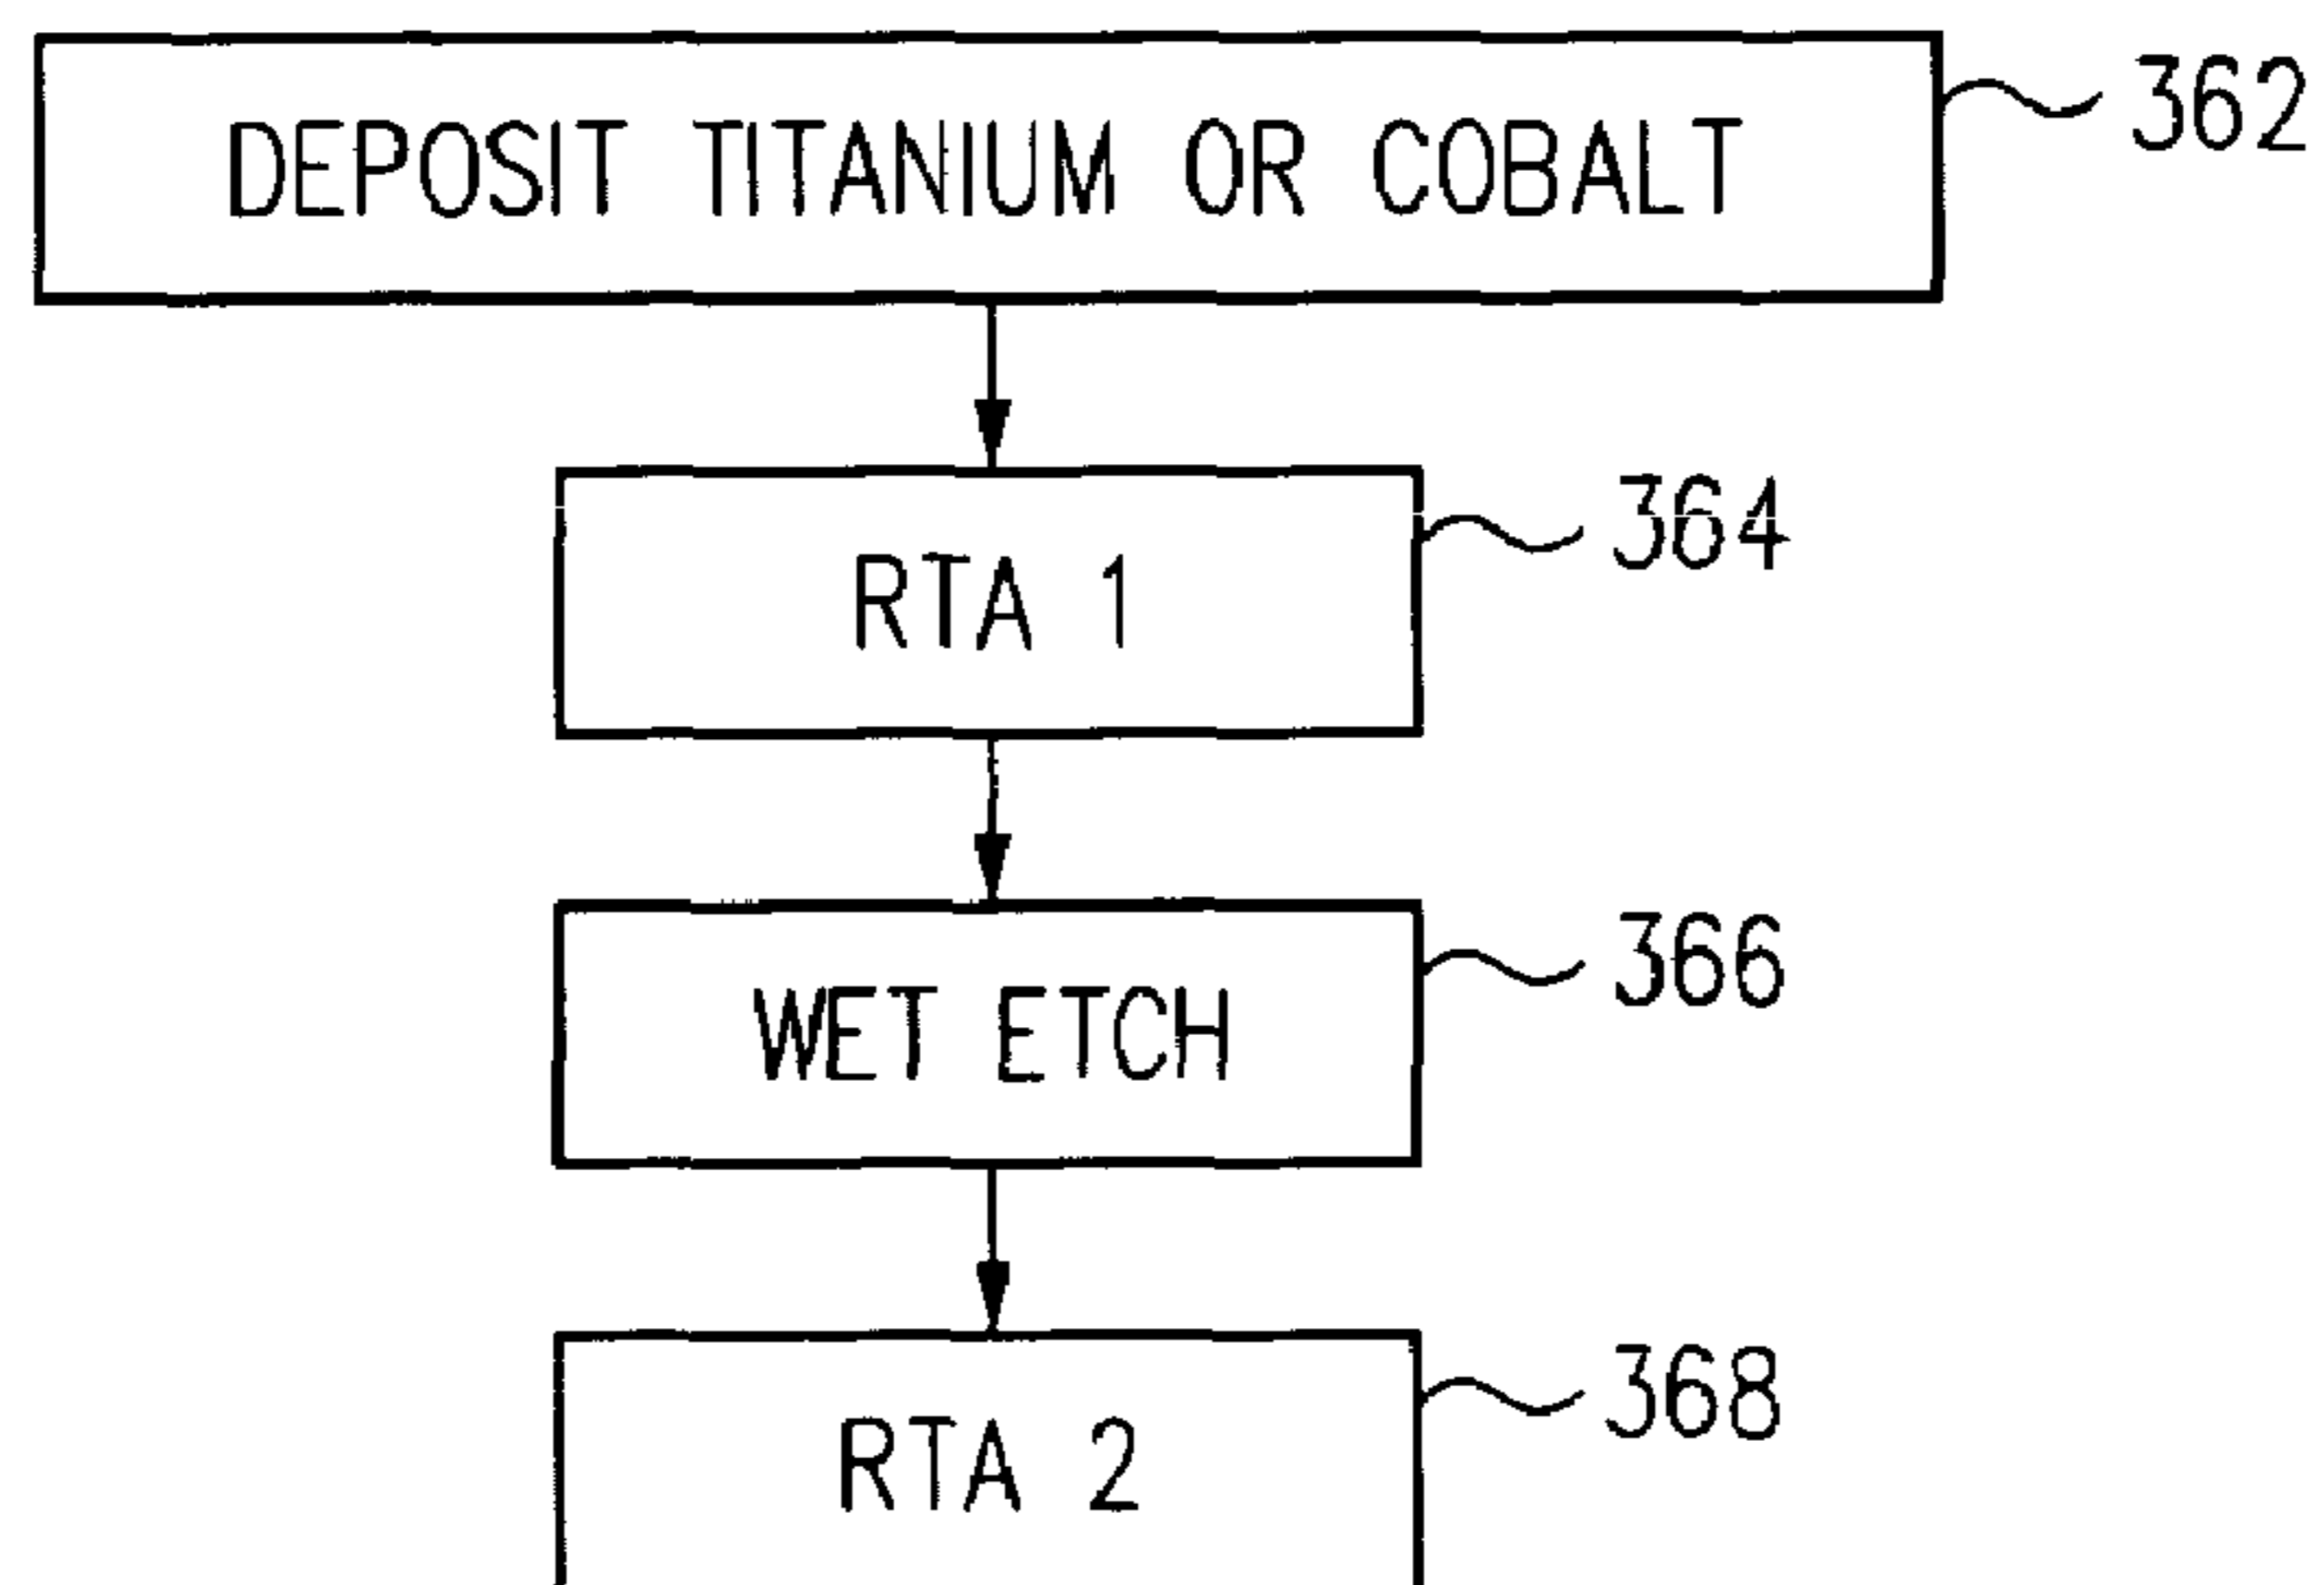 DEPOSIT TITANIUM OR COBALT
362
RTA 1
364
WET ETCH
366
RTA 2
368